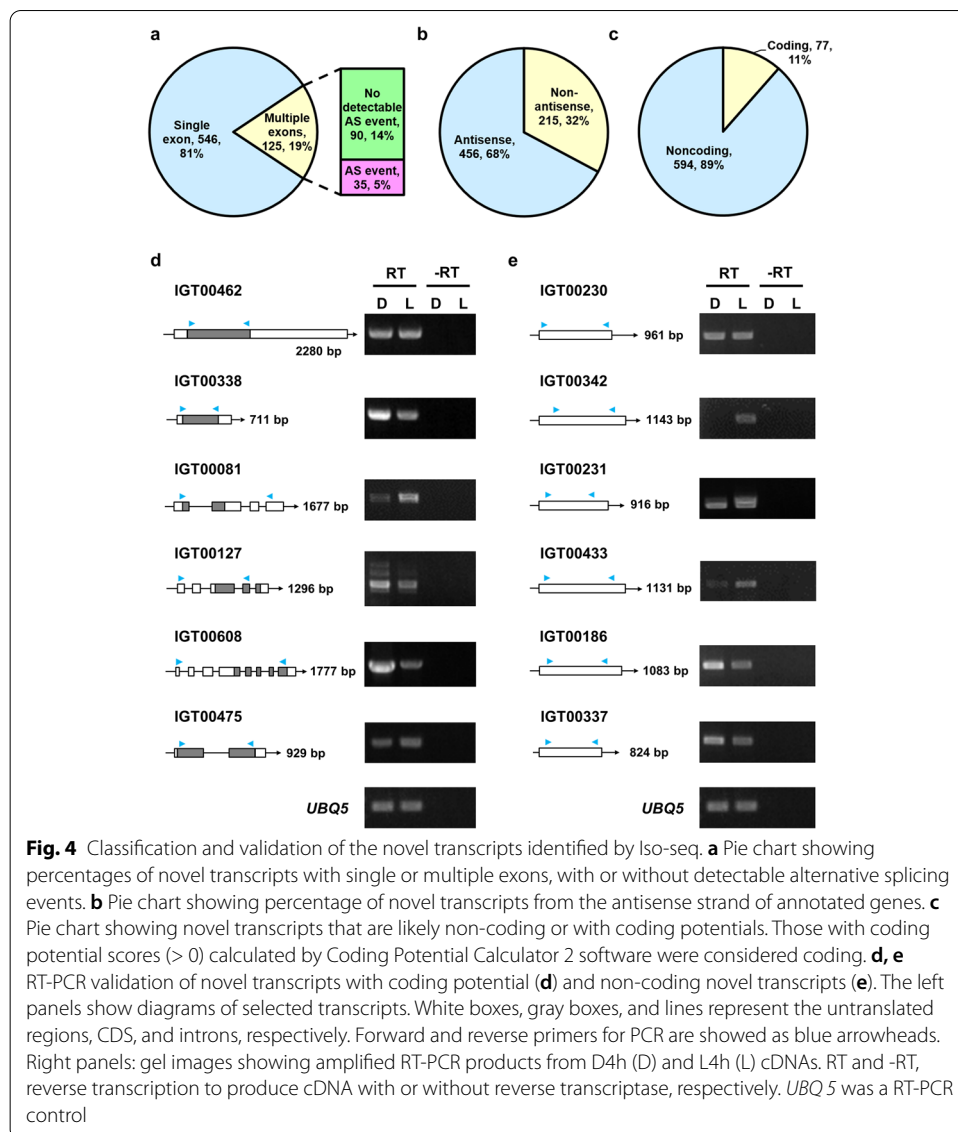 a
Single
exon, 546,
81%
Multiple
exons,
125, 19%
No
detectable
AS event,
90, 14%
AS event,
35, 5%
b
Non-
antisense,
215, 32%
Antisense,
456, 68%
c
Coding, 77,
11%
Noncoding,
594, 89%
d
RT -RT
D L D L
IGT00462
2280 bp
IGT00338
711 bp
IGT00081
1677 bp
IGT00127
1296 bp
IGT00608
1777 bp
IGT00475
929 bp
UBQ5
e
RT -RT
D L D L
IGT00230
961 bp
IGT00342
1143 bp
IGT00231
916 bp
IGT00433
1131 bp
IGT00186
1083 bp
IGT00337
824 bp
UBQ5
Fig. 4 Classification and validation of the novel transcripts identified by Iso-seq. a Pie chart showing
percentages of novel transcripts with single or multiple exons, with or without detectable alternative splicing
events. b Pie chart showing percentage of novel transcripts from the antisense strand of annotated genes. c
Pie chart showing novel transcripts that are likely non-coding or with coding potentials. Those with coding
potential scores (> 0) calculated by Coding Potential Calculator 2 software were considered coding. d, e
RT-PCR validation of novel transcripts with coding potential (d) and non-coding novel transcripts (e). The left
panels show diagrams of selected transcripts. White boxes, gray boxes, and lines represent the untranslated
regions, CDS, and introns, respectively. Forward and reverse primers for PCR are showed as blue arrowheads.
Right panels: gel images showing amplified RT-PCR products from D4h (D) and L4h (L) cDNAs. RT and -RT,
reverse transcription to produce cDNA with or without reverse transcriptase, respectively. UBQ5 was a RT-PCR
control